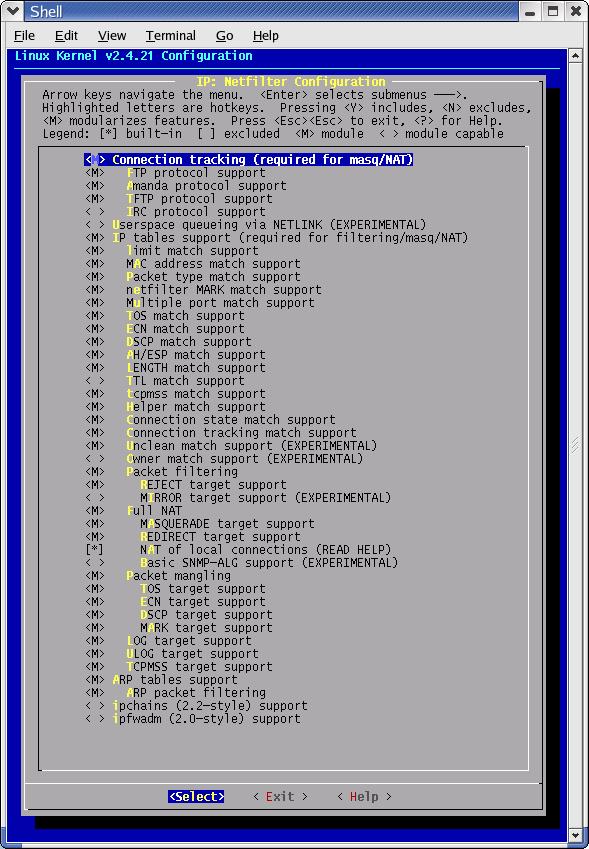 Shell
File Edit View Terminal Go Help
Linux Kernel v2.4.21 Configuration
IP: Netfilter Configuration
Arrow keys navigate the menu. <Enter> selects submenus --->.
Highlighted letters are hotkeys. Pressing <Y> includes, <N> excludes,
<M> modularizes features. Press <Esc><Esc> to exit, <?> for Help.
Legend: [*] built-in [ ] excluded <M> module < > module capable
<M> Connection tracking (required for masq/NAT)
<M> FTP protocol support
<M> Amanda protocol support
<M> TFTP protocol support
< > IRC protocol support
< > Userspace queueing via NETLINK (EXPERIMENTAL)
<M> IP tables support (required for filtering/masq/NAT)
<M> limit match support
<M> MAC address match support
<M> Packet type match support
<M> netfilter MARK match support
<M> Multiple port match support
<M> TOS match support
<M> ECN match support
<M> DSCP match support
<M> AH/ESP match support
<M> LENGTH match support
< > TTL match support
<M> tcpmss match support
<M> Helper match support
<M> Connection state match support
<M> Connection tracking match support
<M> Unclean match support (EXPERIMENTAL)
< > Owner match support (EXPERIMENTAL)
<M> Packet filtering
<M> REJECT target support
< > MIRROR target support (EXPERIMENTAL)
<M> Full NAT
<M> MASQUERADE target support
<M> REDIRECT target support
[*] NAT of local connections (READ HELP)
< > Basic SNMP-ALG support (EXPERIMENTAL)
<M> Packet mangling
<M> TOS target support
<M> ECN target support
<M> DSCP target support
<M> MARK target support
<M> LOG target support
<M> ULOG target support
<M> TCPMSS target support
<M> ARP tables support
<M> ARP packet filtering
< > ipchains (2.2-style) support
< > ipfwadm (2.0-style) support
<Select> < Exit > < Help >